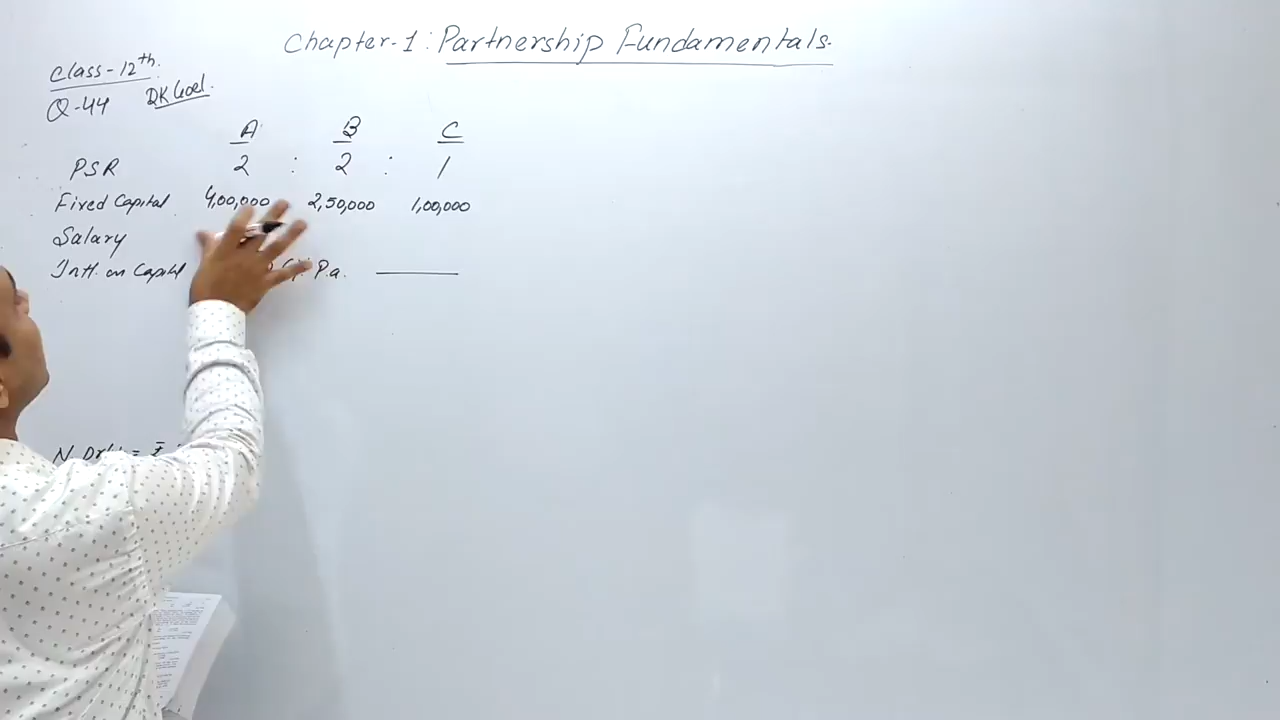 Chapter-1: Partnership Fundamentals.
Class-12th.
Q-44 DK Goel.
A B C
PSR 2 : 2 : 1
Fixed Capital 4,00,000 2,50,000 1,00,000
Salary
Intt. on Capital P.a.